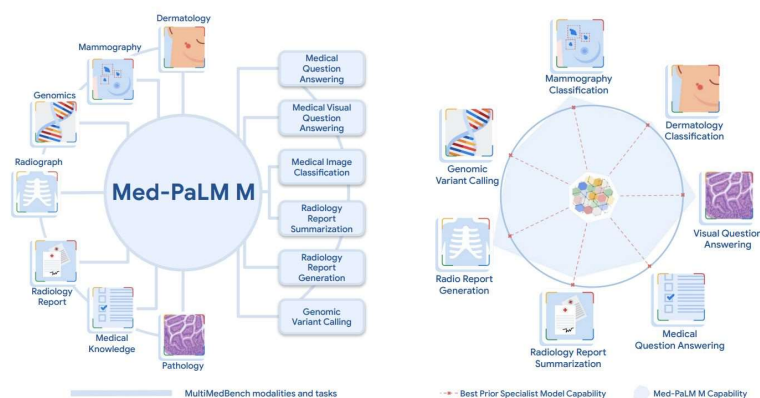 Dermatology
Mammography
Genomics
Radiograph
Radiology
Report
Medical
Knowledge
Pathology
Med-PaLM M
Medical
Question
Answering
Medical Visual
Question
Answering
Medical Image
Classification
Radiology
Report
Summarization
Radiology
Report
Generation
Genomic
Variant Calling
MultiMedBench modalities and tasks
Mammography
Classification
Dermatology
Classification
Genomic
Variant Calling
Visual Question
Answering
Radio Report
Generation
Medical
Question Answering
Radiology Report
Summarization
Best Prior Specialist Model Capability
Med-PaLM M Capability